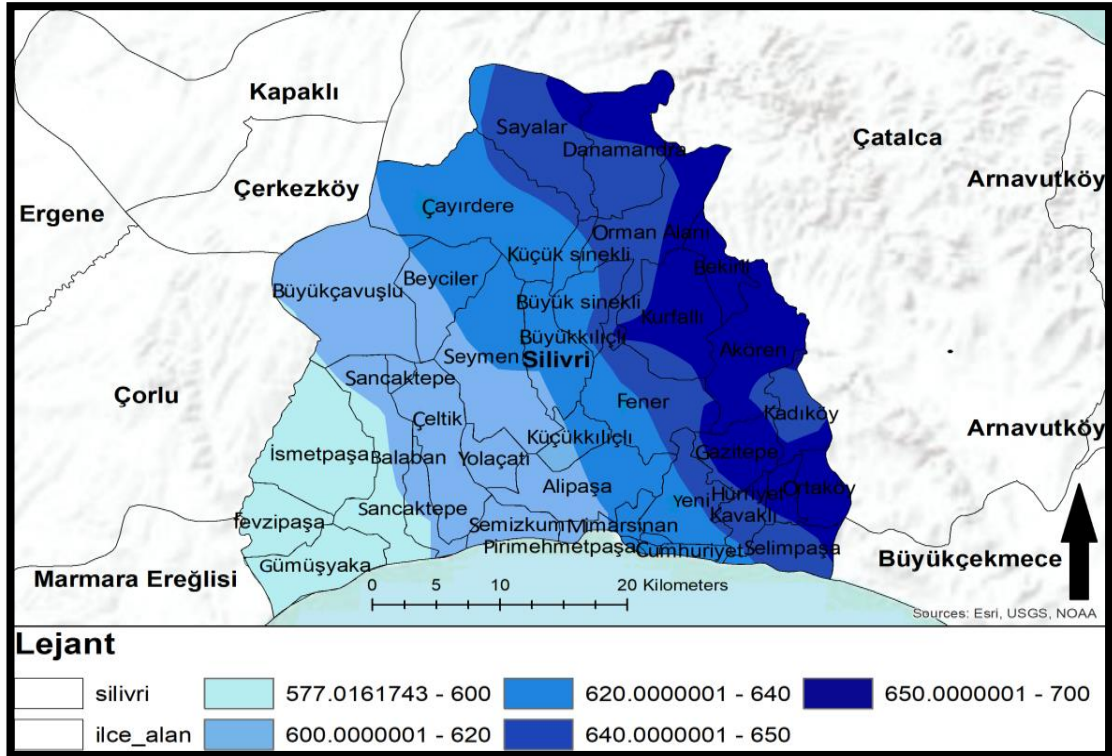 Kapaklı
Çatalca
Sayalar
Danamandra
Arnavutköy
Çerkezköy
Ergene
Çayırdere
Orman Alanı
Küçük sinekli
Bekirli
Beyciler
Büyükçavuşlu
Büyük sinekli
Kurfallı
Büyükkılıçlı
Akören
Seymen
Silivri
Sancaktepe
Çorlu
Fener
Kadıköy
Çeltik
Arnavutköy
Küçükkılıçlı
İsmetpaşa
Balaban
Yolaçatı
Gazitepe
Alipaşa
Ortaköy
Hürriyet
Yeni
Sancaktepe
Kavaklı
fevzipaşa
Semizkum
Mimarsinan
Pirimehmetpaşa
Cumhuriyet
Selimpaşa
Gümüşyaka
Büyükçekmece
Marmara Ereğlisi
0 5 10 20 Kilometers
Sources: Esri, USGS, NOAA
Lejant
silivri 577.0161743 - 600 620.0000001 - 640 650.0000001 - 700
ilce_alan 600.0000001 - 620 640.0000001 - 650